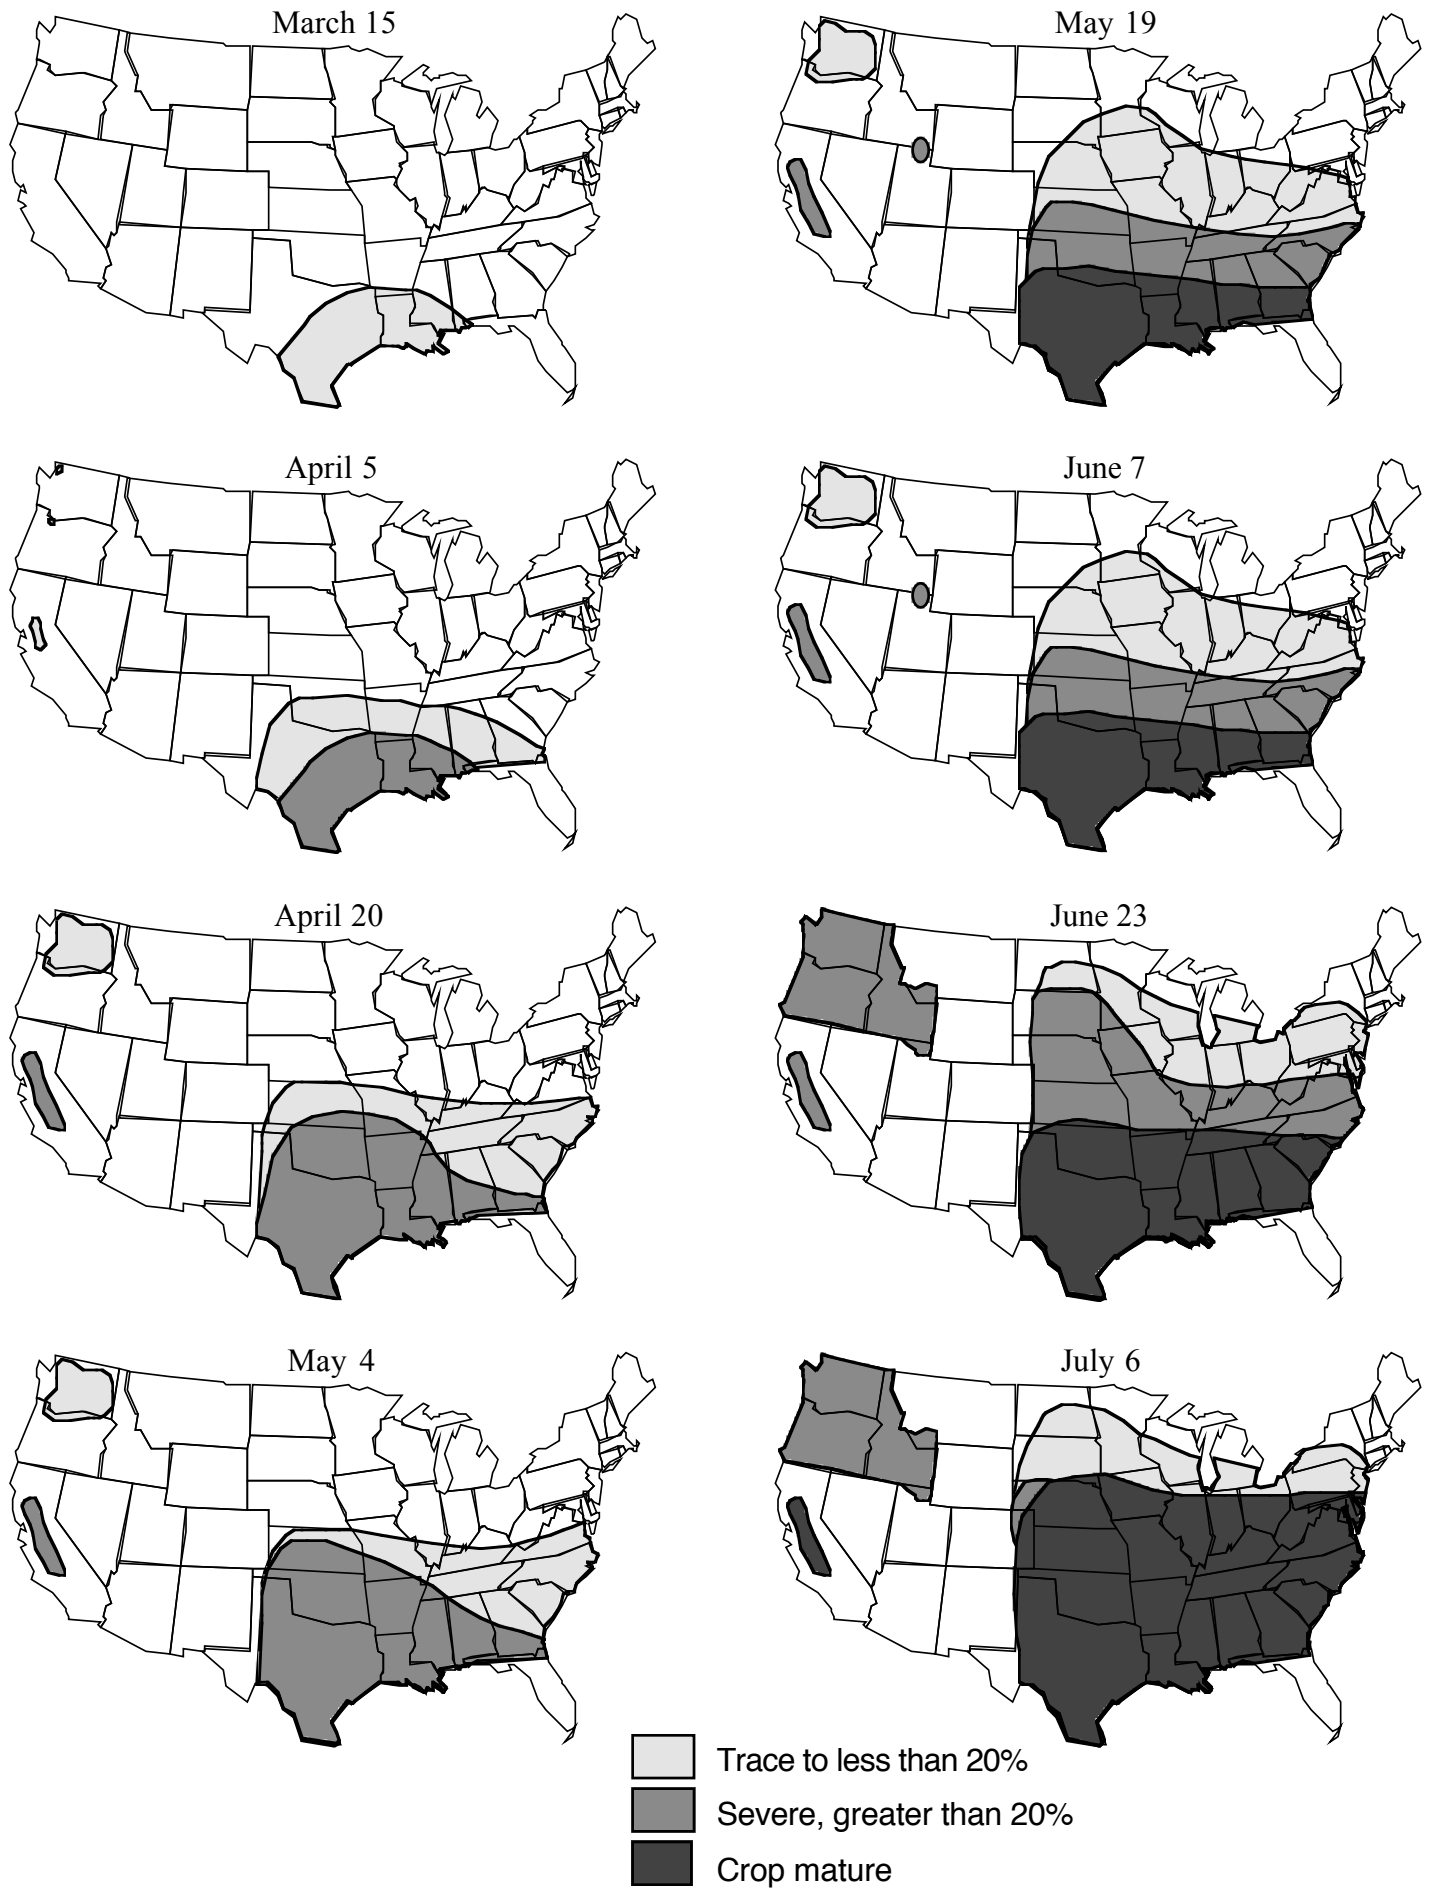 March 15
May 19
April 5
June 7
April 20
June 23
May 4
July 6
Trace to less than 20%
Severe, greater than 20%
Crop mature